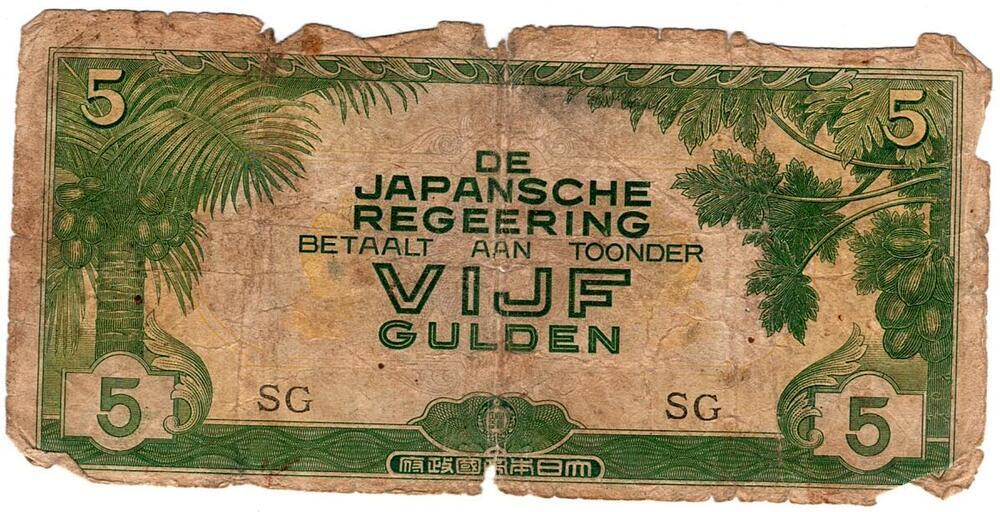 5 5
DE
JAPANSCHE
REGEERING
BETAALT AAN TOONDER
VIJF
GULDEN
SG SG
5 5
大日本帝國政府